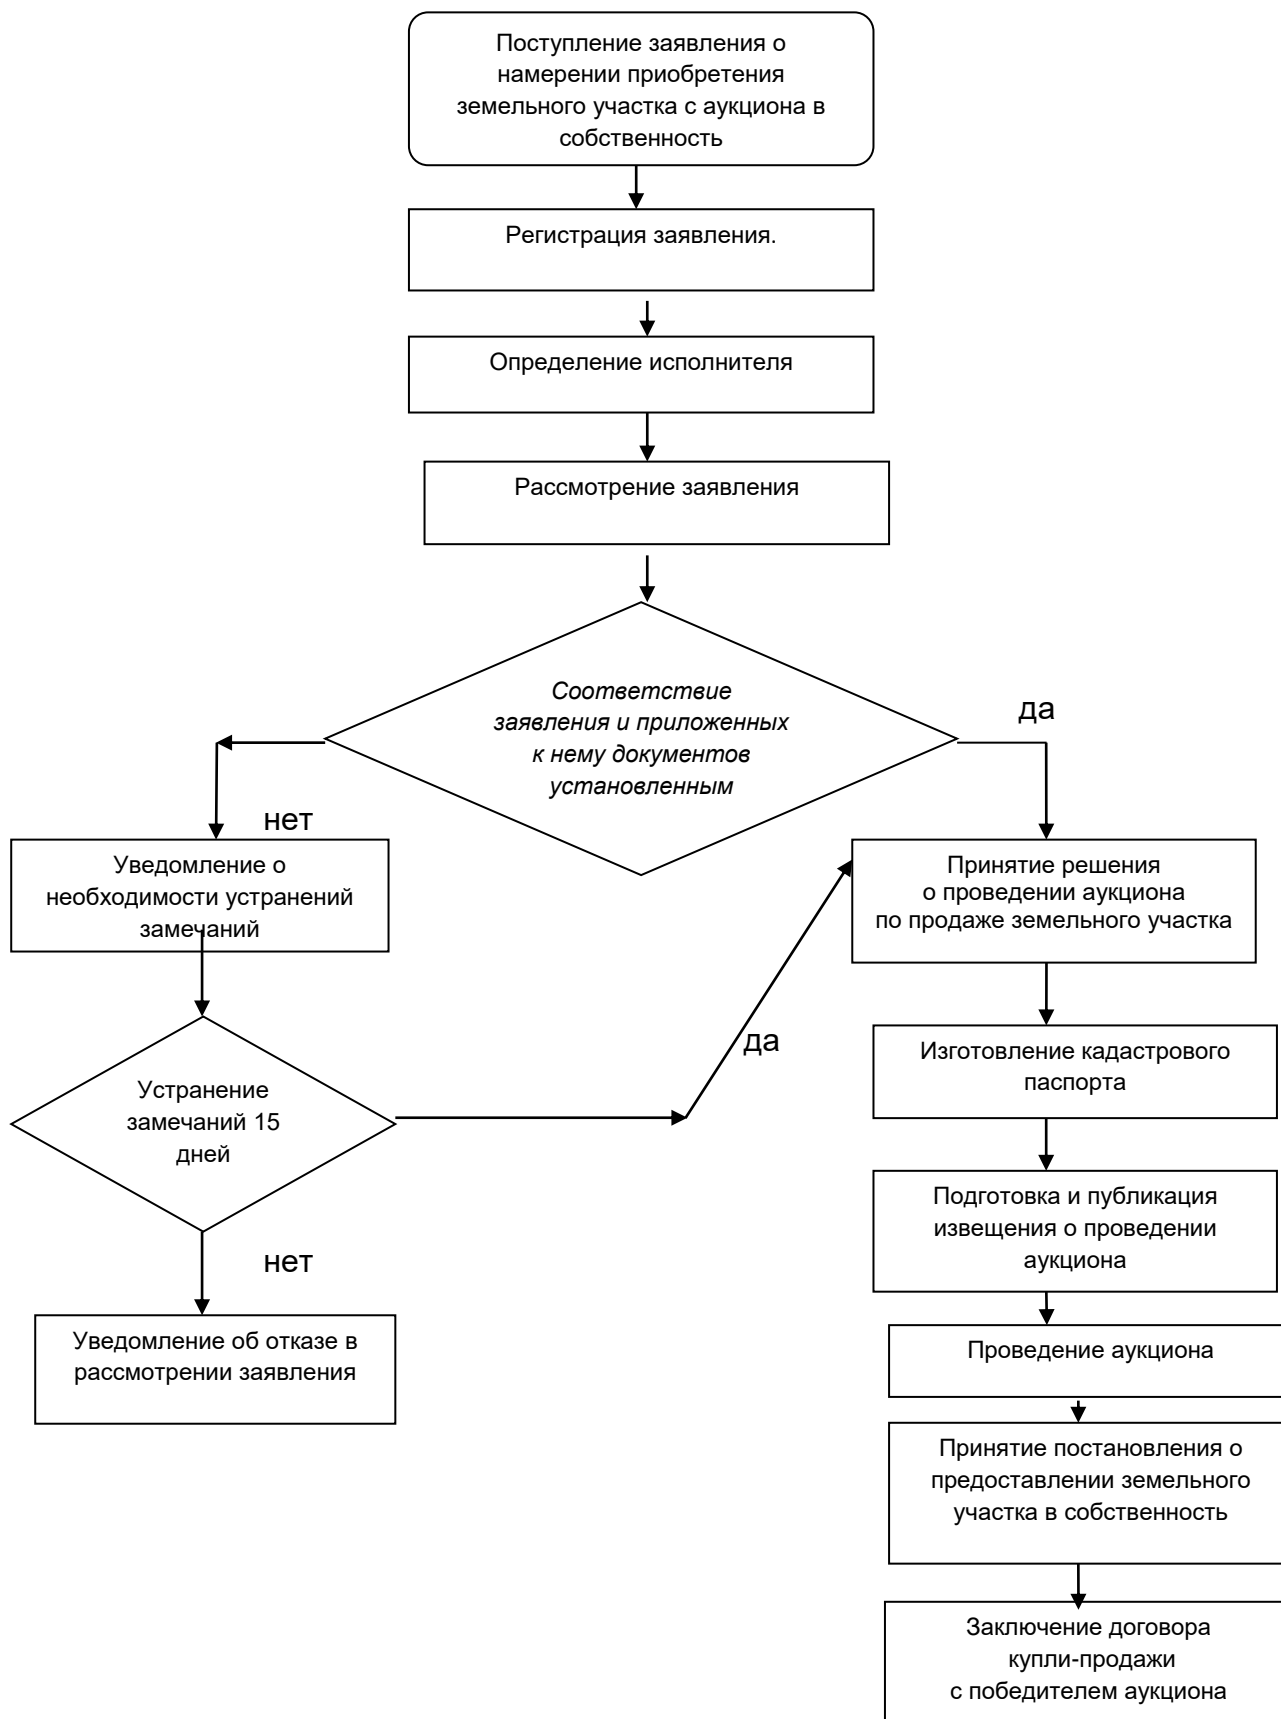 Поступление заявления о
намерении приобретения
земельного участка с аукциона в
собственность
Регистрация заявления.
Определение исполнителя
Рассмотрение заявления
Соответствие
заявления и приложенных
к нему документов
установленным
да
нет
Уведомление о
необходимости устранений
замечаний
Принятие решения
о проведении аукциона
по продаже земельного участка
да
Изготовление кадастрового
паспорта
Устранение
замечаний 15
дней
Подготовка и публикация
извещения о проведении
аукциона
нет
Уведомление об отказе в
рассмотрении заявления
Проведение аукциона
Принятие постановления о
предоставлении земельного
участка в собственность
Заключение договора
купли-продажи
с победителем аукциона